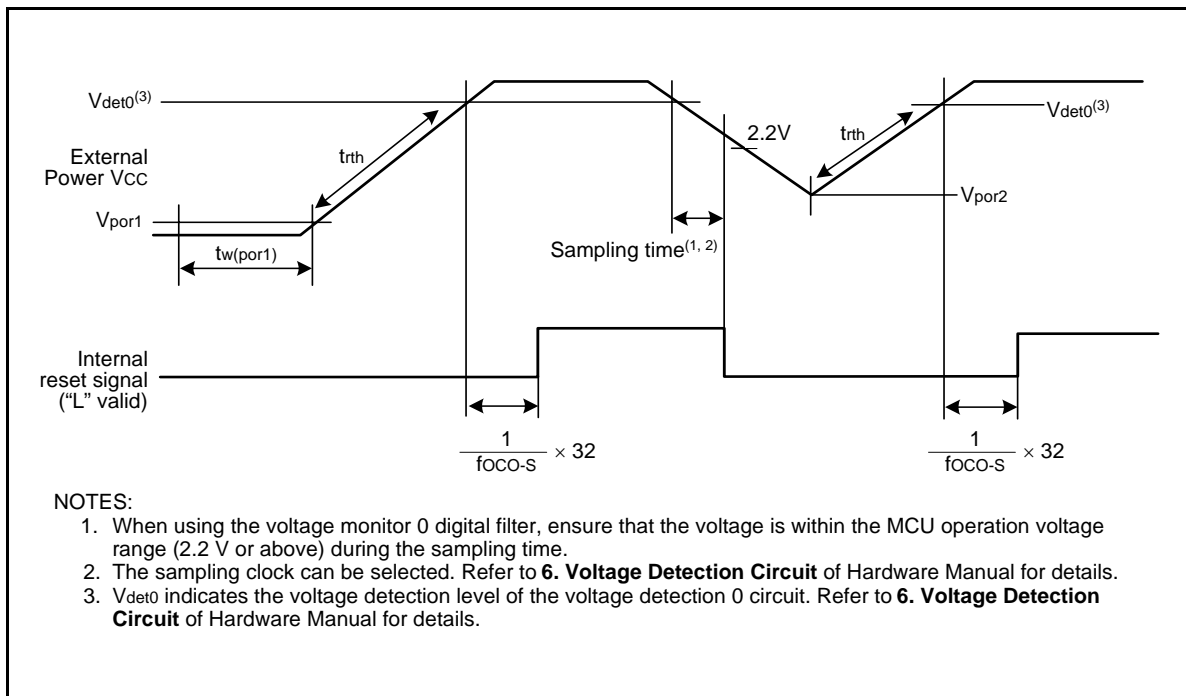 Vdet0(3)
External
Power VCC
Vpor1
tw(por1)
trth
Sampling time(1, 2)
2.2V
trth
Vdet0(3)
Vpor2
Internal
reset signal
(“L” valid)
1
fOCO-S
× 32
1
fOCO-S
× 32
NOTES:
1. When using the voltage monitor 0 digital filter, ensure that the voltage is within the MCU operation voltage
range (2.2 V or above) during the sampling time.
2. The sampling clock can be selected. Refer to 6. Voltage Detection Circuit of Hardware Manual for details.
3. Vdet0 indicates the voltage detection level of the voltage detection 0 circuit. Refer to 6. Voltage Detection
Circuit of Hardware Manual for details.